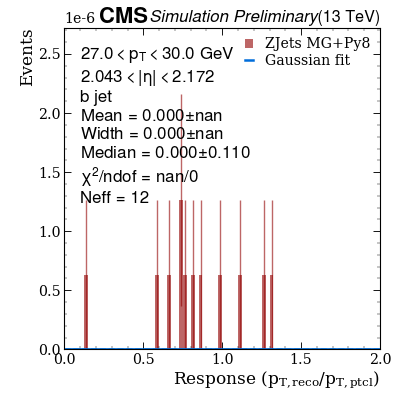 1e-6 CMS Simulation Preliminary (13 TeV)
Events
27.0 < p_T < 30.0 GeV
2.043 < |η| < 2.172
b jet
Mean = 0.000±nan
Width = 0.000±nan
Median = 0.000±0.110
χ²/ndof = nan/0
Neff = 12
ZJets MG+Py8
Gaussian fit
2.5
2.0
1.5
1.0
0.5
0.0
0.0 0.5 1.0 1.5 2.0
Response (p_T,reco/p_T,ptcl)